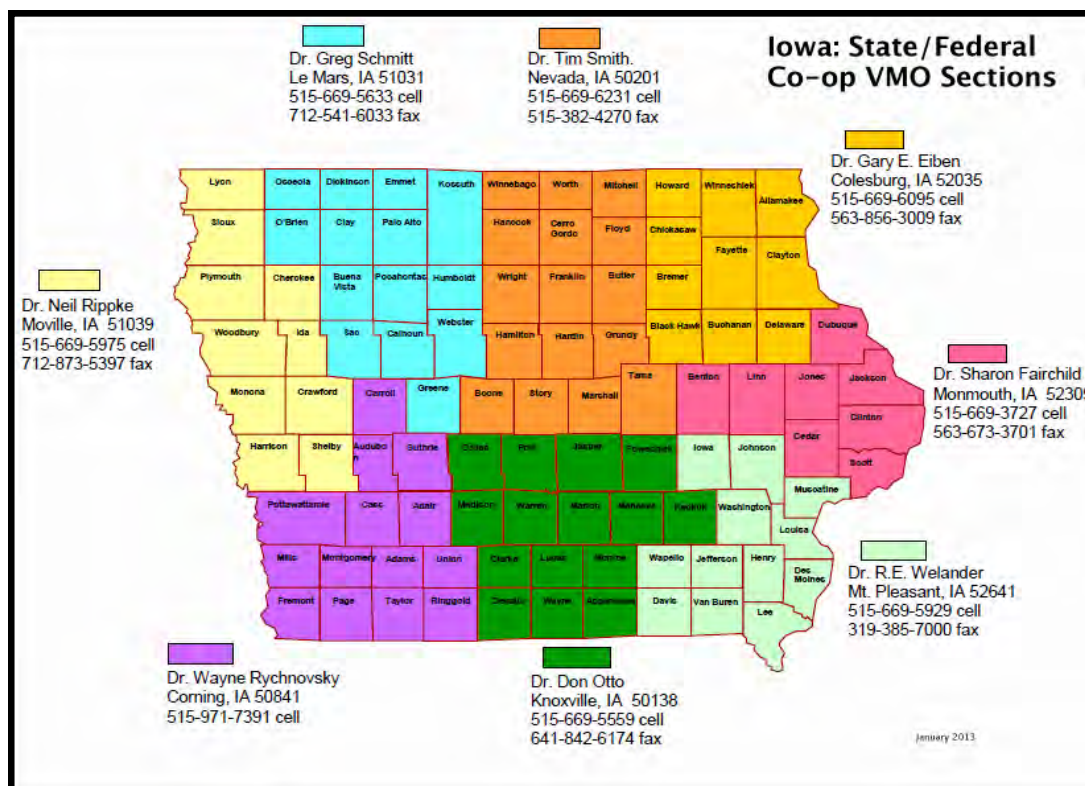 Iowa: State/Federal
Co-op VMO Sections
Dr. Greg Schmitt
Le Mars, IA 51031
515-669-5633 cell
712-541-6033 fax
Dr. Tim Smith.
Nevada, IA 50201
515-669-6231 cell
515-382-4270 fax
Dr. Gary E. Eiben
Colesburg, IA 52035
515-669-6095 cell
563-856-3009 fax
Dr. Neil Rippke
Moville, IA 51039
515-669-5975 cell
712-873-5397 fax
Dr. Sharon Fairchild
Monmouth, IA 52309
515-669-3727 cell
563-673-3701 fax
Lyon
Osceola
Dickinson
Emmet
Kossuth
Winnebago
Worth
Mitchell
Howard
Winneshiek
Allamakee
Sioux
O'Brien
Clay
Palo Alto
Hancock
Cerro
Gordo
Floyd
Chickasaw
Fayette
Clayton
Plymouth
Cherokee
Buena
Vista
Pocahontas
Humboldt
Wright
Franklin
Butler
Bremer
Woodbury
Ida
Sac
Calhoun
Webster
Hamilton
Hardin
Grundy
Black Hawk
Buchanan
Delaware
Dubuque
Monona
Crawford
Carroll
Greene
Boone
Story
Marshall
Tama
Benton
Linn
Jones
Jackson
Clinton
Harrison
Shelby
Audubo
n
Guthrie
Dallas
Polk
Jasper
Poweshiek
Iowa
Johnson
Cedar
Scott
Muscatine
Pottawattamie
Cass
Adair
Madison
Warren
Marion
Mahaska
Keokuk
Washington
Louisa
Mills
Montgomery
Adams
Union
Clarke
Lucas
Monroe
Wapello
Jefferson
Henry
Des
Moines
Fremont
Page
Taylor
Ringgold
Decatur
Wayne
Appanoose
Davis
Van Buren
Lee
Dr. R.E. Welander
Mt. Pleasant, IA 52641
515-669-5929 cell
319-385-7000 fax
Dr. Wayne Rychnovsky
Corning, IA 50841
515-971-7391 cell
Dr. Don Otto
Knoxville, IA 50138
515-669-5559 cell
641-842-6174 fax
January 2013